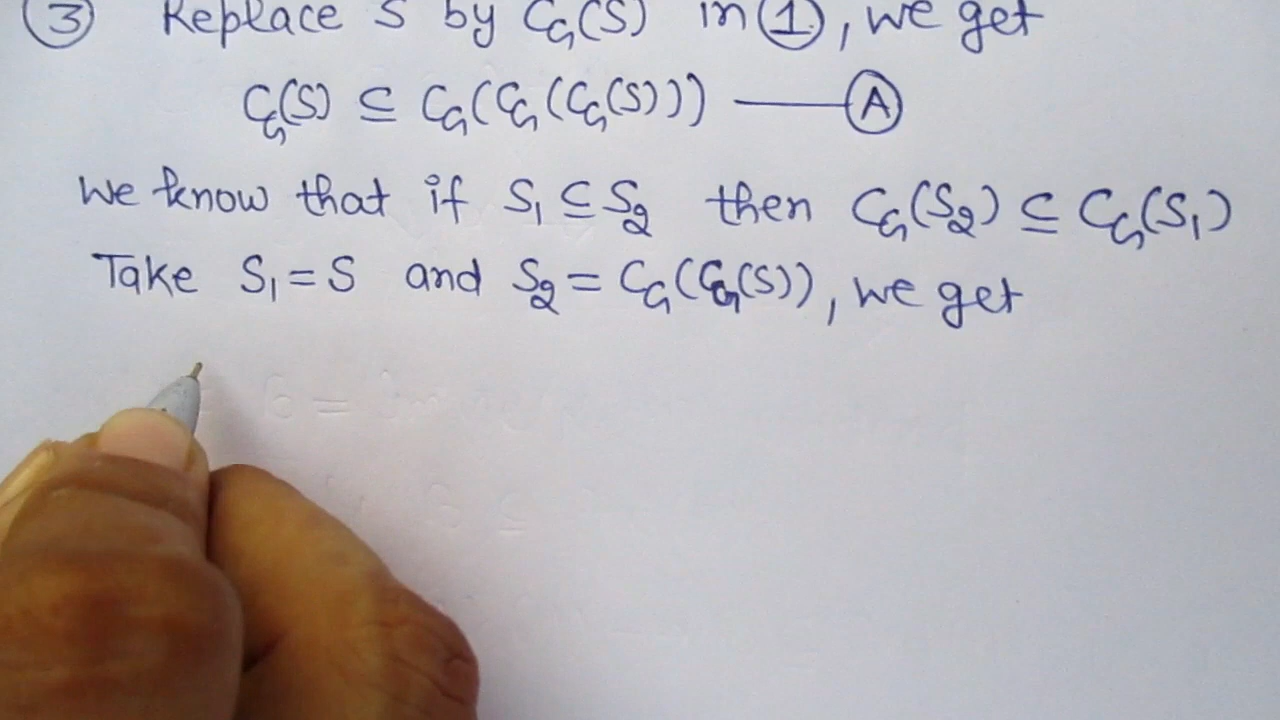 ③ Replace S by C_G(S) in ①, we get
C_G(S) ⊆ C_G(C_G(C_G(S))) —— Ⓐ
We know that if S₁ ⊆ S₂ then C_G(S₂) ⊆ C_G(S₁)
Take S₁ = S and S₂ = C_G(C_G(S)), we get